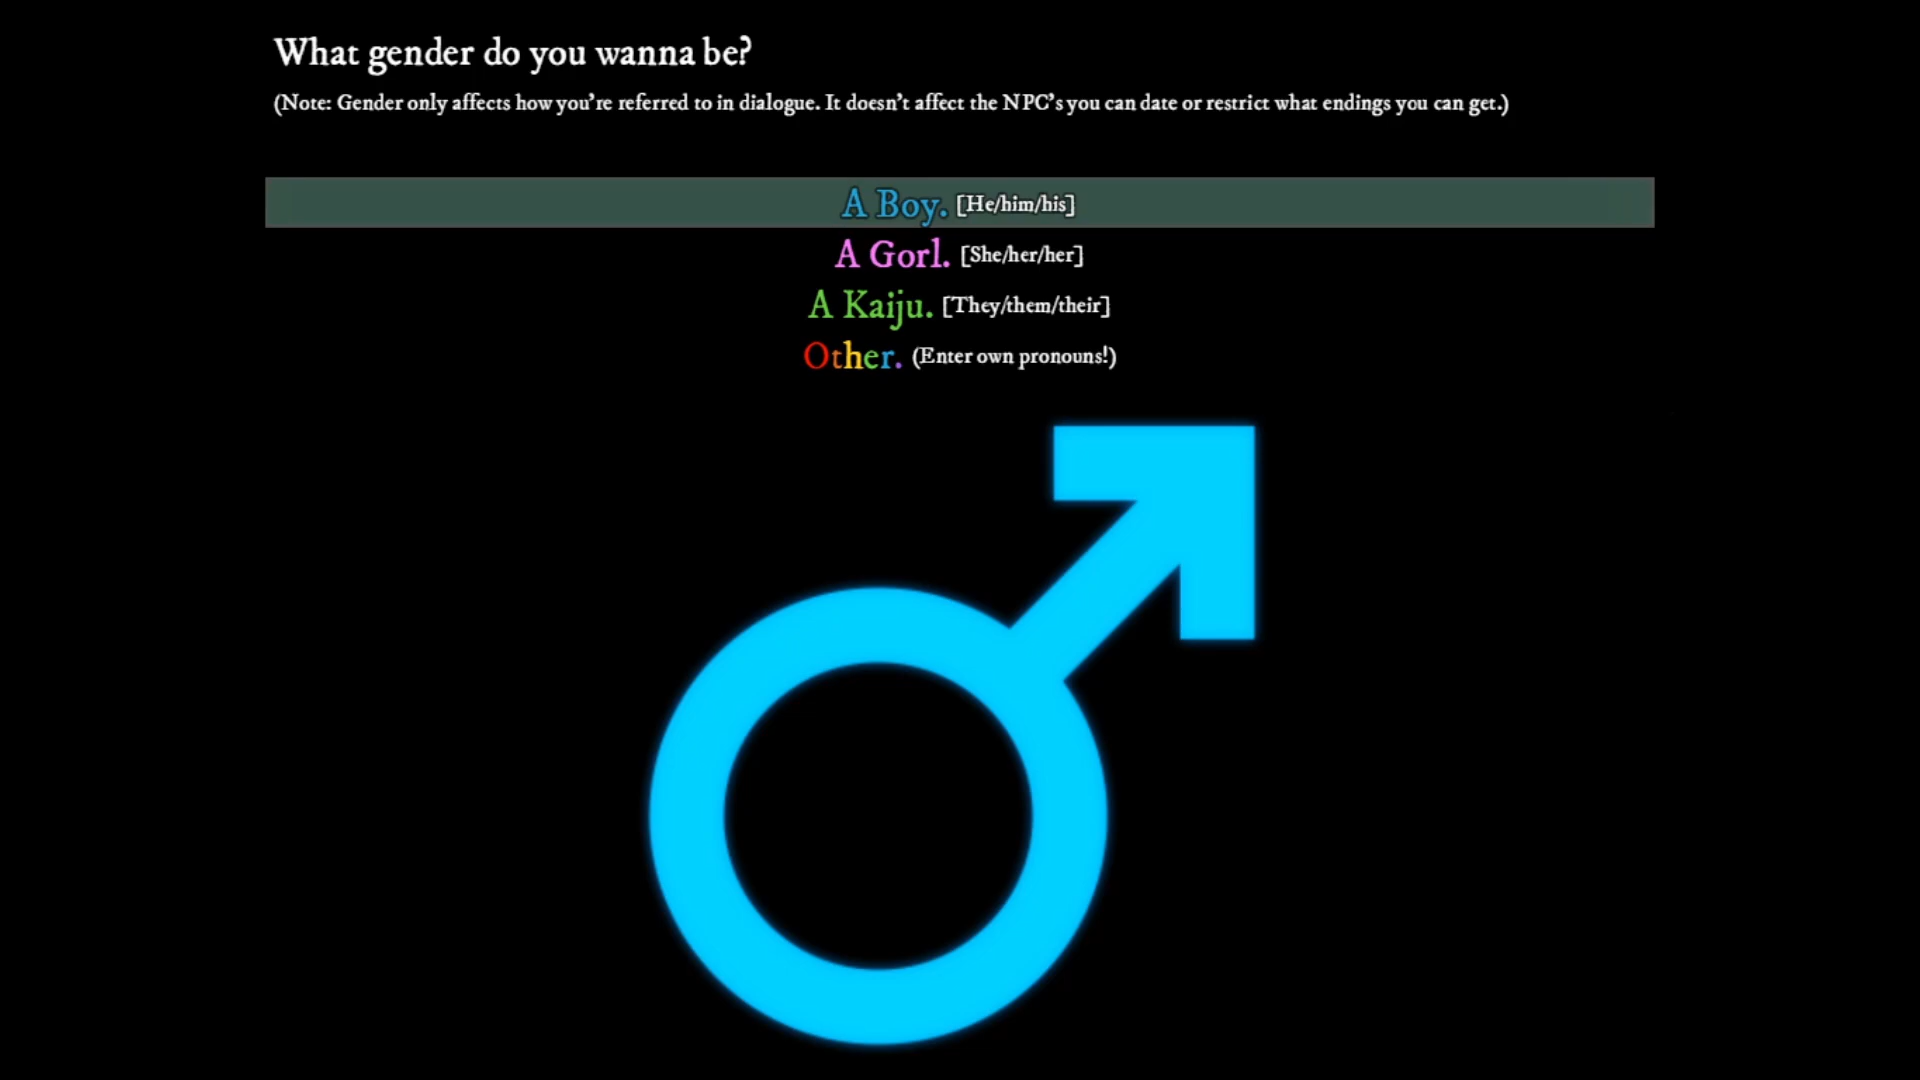 What gender do you wanna be?
(Note: Gender only affects how you're referred to in dialogue. It doesn't affect the NPC's you can date or restrict what endings you can get.)
A Boy. [He/him/his]
A Gorl. [She/her/her]
A Kaiju. [They/them/their]
Other. (Enter own pronouns!)